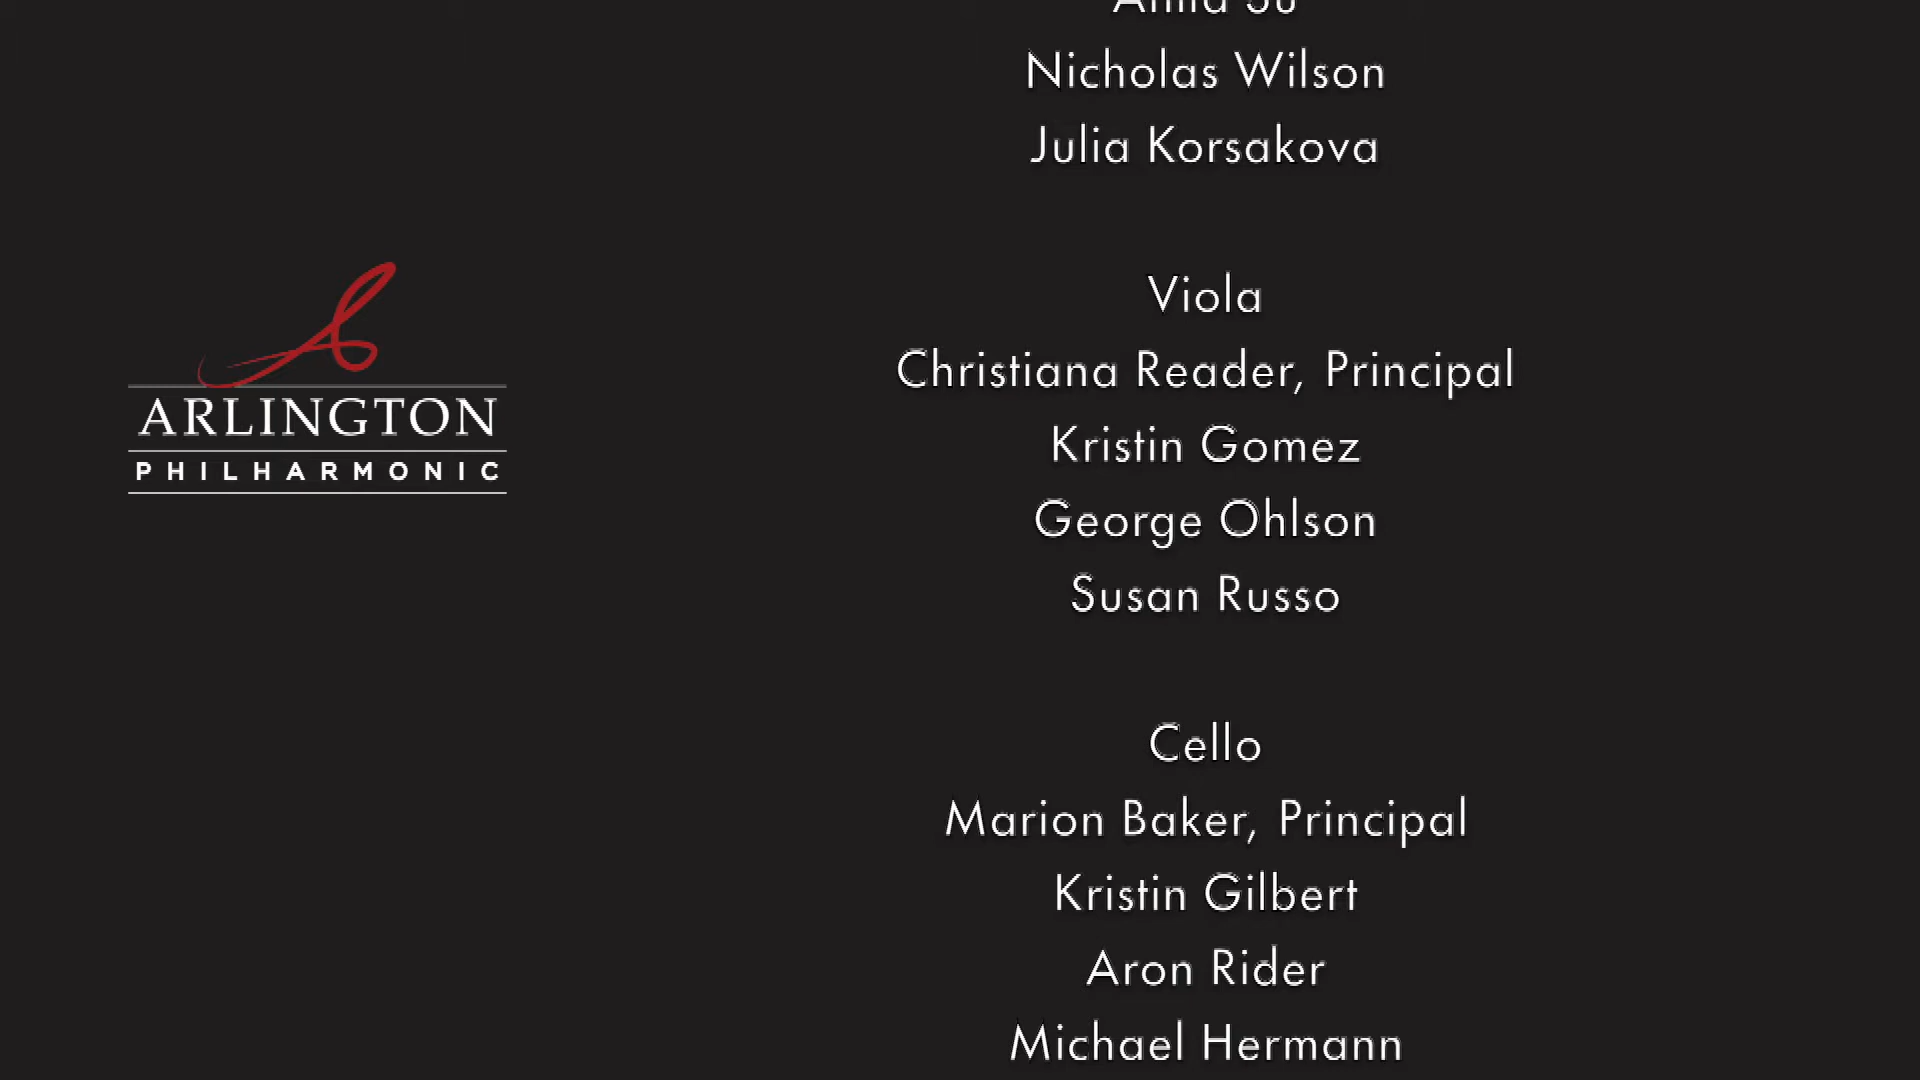 Nicholas Wilson
Julia Korsakova
ARLINGTON
PHILHARMONIC
Viola
Christiana Reader, Principal
Kristin Gomez
George Ohlson
Susan Russo
Cello
Marion Baker, Principal
Kristin Gilbert
Aron Rider
Michael Hermann